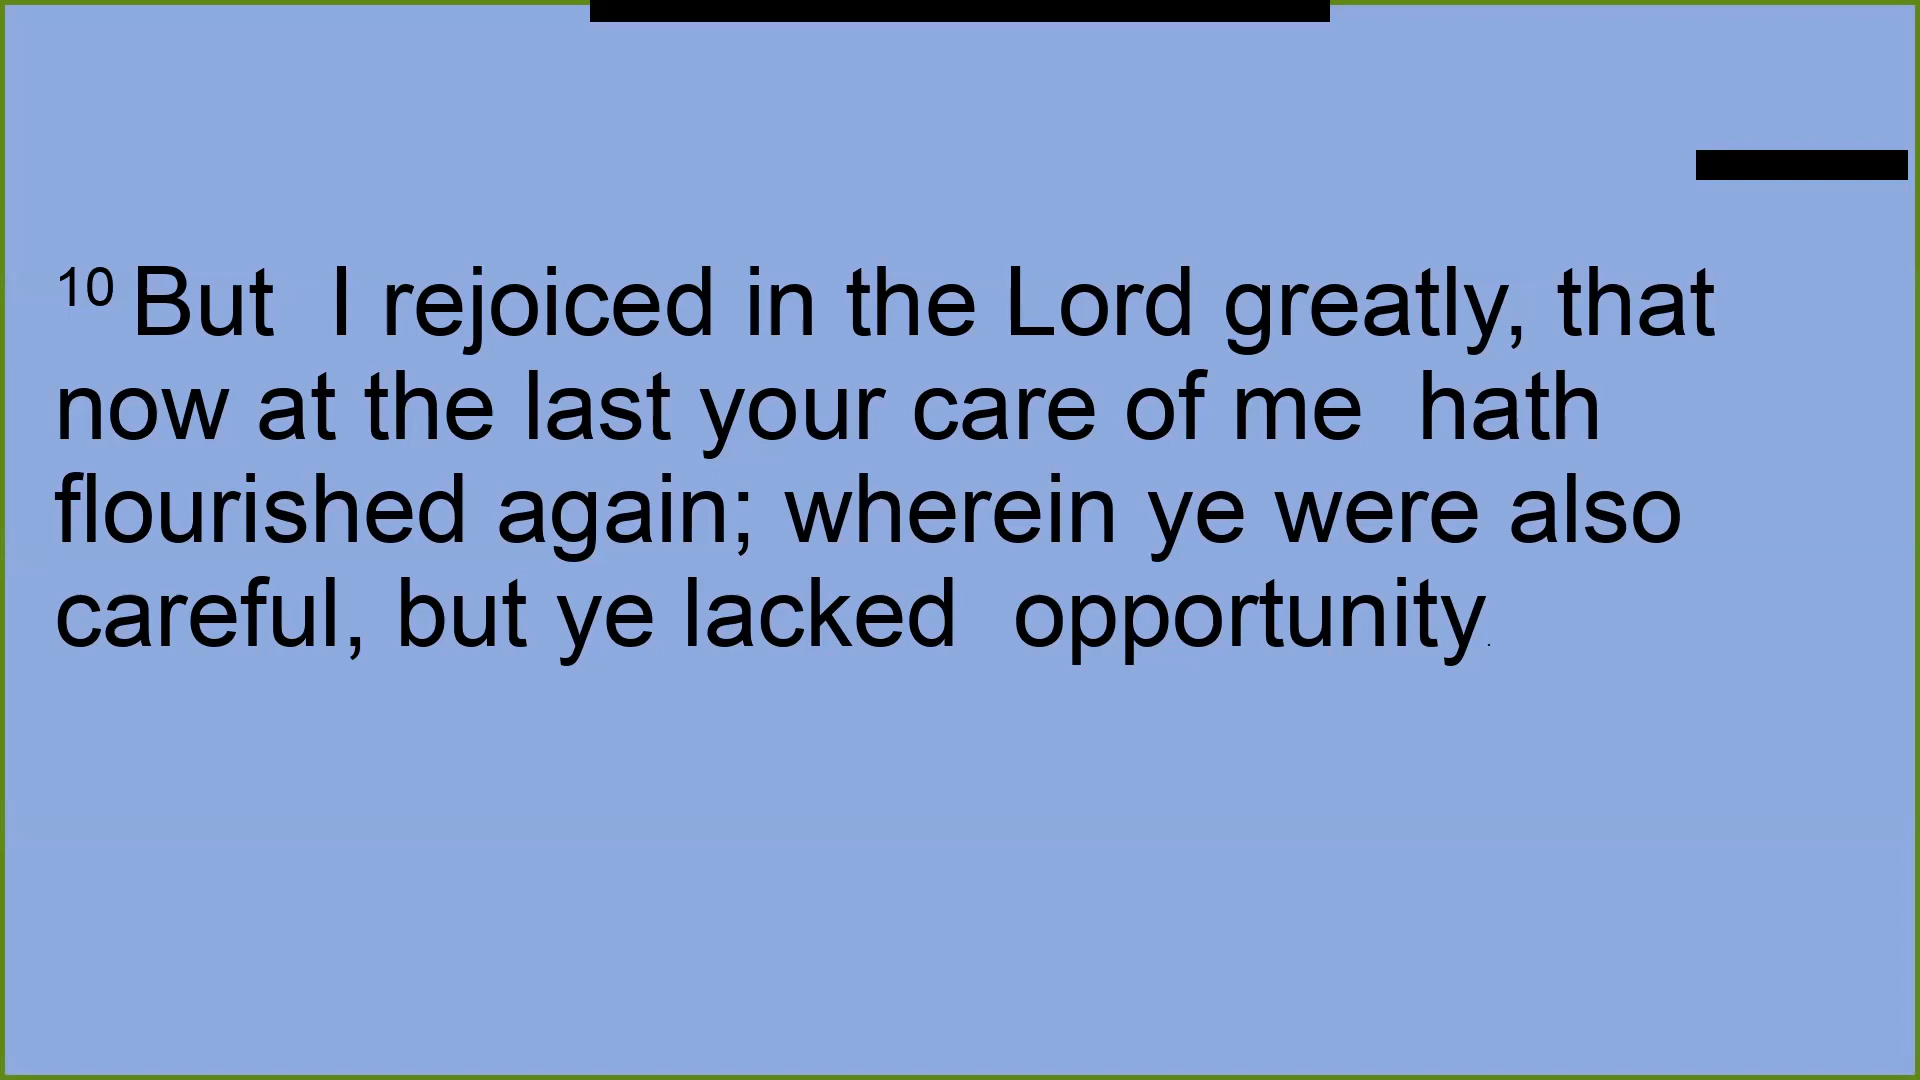 10 But  I rejoiced in the Lord greatly, that
now at the last your care of me  hath
flourished again; wherein ye were also
careful, but ye lacked  opportunity.